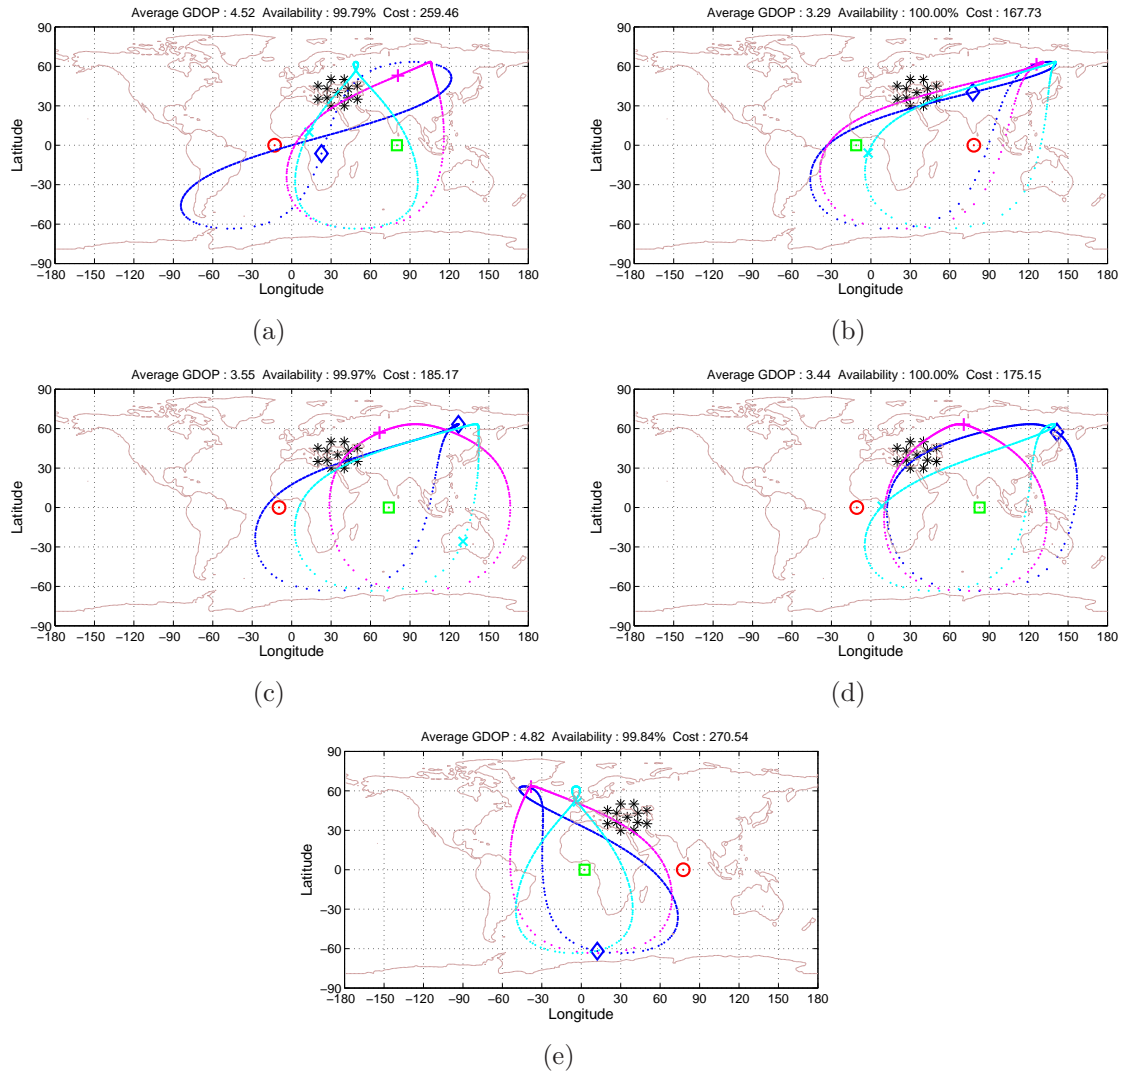 Average GDOP : 4.52 Availability : 99.79% Cost : 259.46
90
60
30
0
−30
−60
−90
Latitude
−180 −150 −120 −90 −60 −30 0 30 60 90 120 150 180
Longitude
(a)
Average GDOP : 3.29 Availability : 100.00% Cost : 167.73
90
60
30
0
−30
−60
−90
Latitude
−180 −150 −120 −90 −60 −30 0 30 60 90 120 150 180
Longitude
(b)
Average GDOP : 3.55 Availability : 99.97% Cost : 185.17
90
60
30
0
−30
−60
−90
Latitude
−180 −150 −120 −90 −60 −30 0 30 60 90 120 150 180
Longitude
(c)
Average GDOP : 3.44 Availability : 100.00% Cost : 175.15
90
60
30
0
−30
−60
−90
Latitude
−180 −150 −120 −90 −60 −30 0 30 60 90 120 150 180
Longitude
(d)
Average GDOP : 4.82 Availability : 99.84% Cost : 270.54
90
60
30
0
−30
−60
−90
Latitude
−180 −150 −120 −90 −60 −30 0 30 60 90 120 150 180
Longitude
(e)